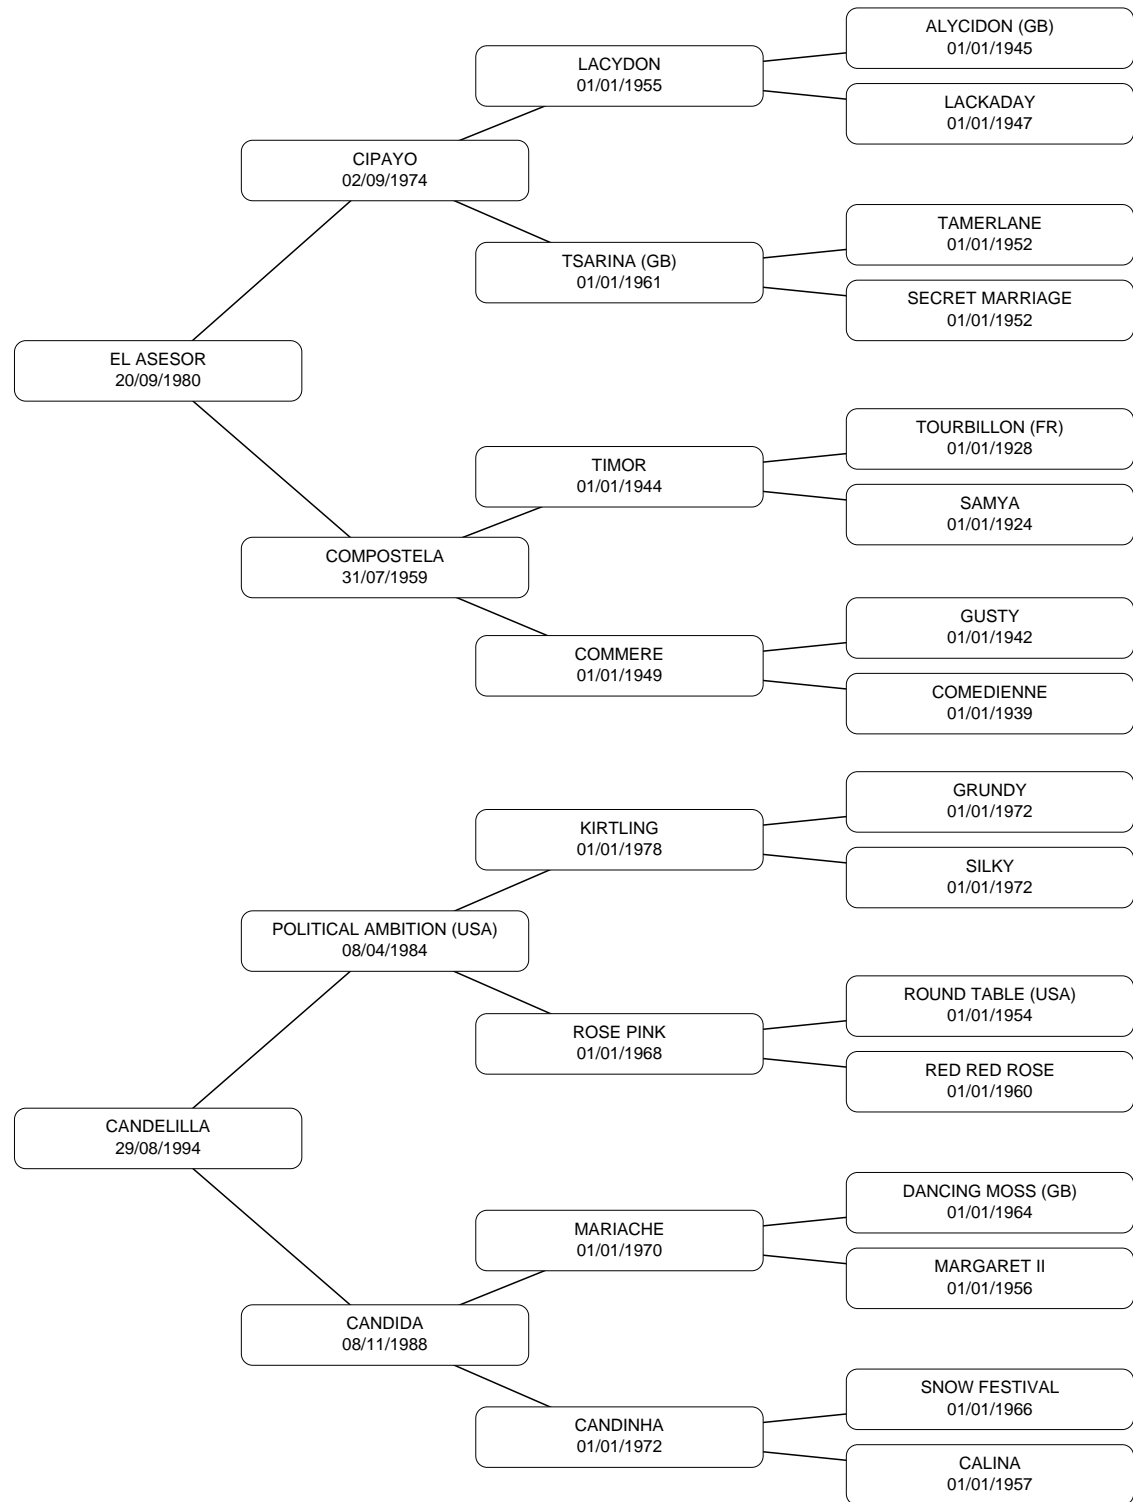 ALYCIDON (GB)
01/01/1945
LACYDON
01/01/1955
LACKADAY
01/01/1947
CIPAYO
02/09/1974
TAMERLANE
01/01/1952
TSARINA (GB)
01/01/1961
SECRET MARRIAGE
01/01/1952
EL ASESOR
20/09/1980
TOURBILLON (FR)
01/01/1928
TIMOR
01/01/1944
SAMYA
01/01/1924
COMPOSTELA
31/07/1959
GUSTY
01/01/1942
COMMERE
01/01/1949
COMEDIENNE
01/01/1939
GRUNDY
01/01/1972
KIRTLING
01/01/1978
SILKY
01/01/1972
POLITICAL AMBITION (USA)
08/04/1984
ROUND TABLE (USA)
01/01/1954
ROSE PINK
01/01/1968
RED RED ROSE
01/01/1960
CANDELILLA
29/08/1994
DANCING MOSS (GB)
01/01/1964
MARIACHE
01/01/1970
MARGARET II
01/01/1956
CANDIDA
08/11/1988
SNOW FESTIVAL
01/01/1966
CANDINHA
01/01/1972
CALINA
01/01/1957